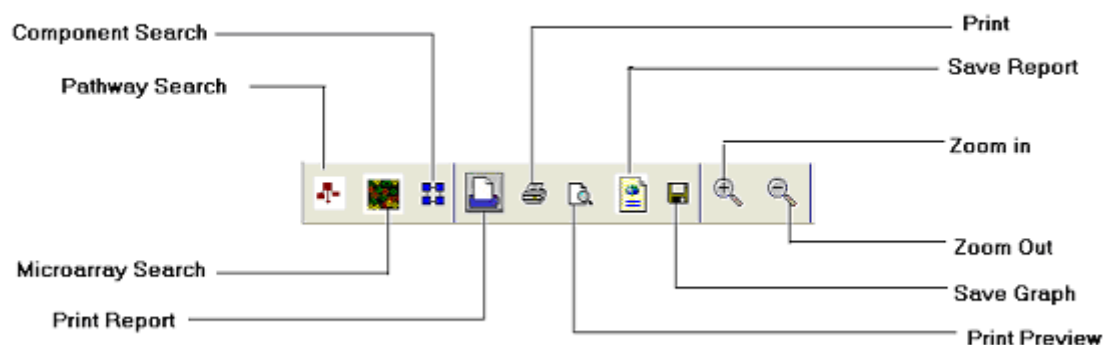 Component Search
Pathway Search
Microarray Search
Print Report
Print
Save Report
Zoom in
Zoom Out
Save Graph
Print Preview